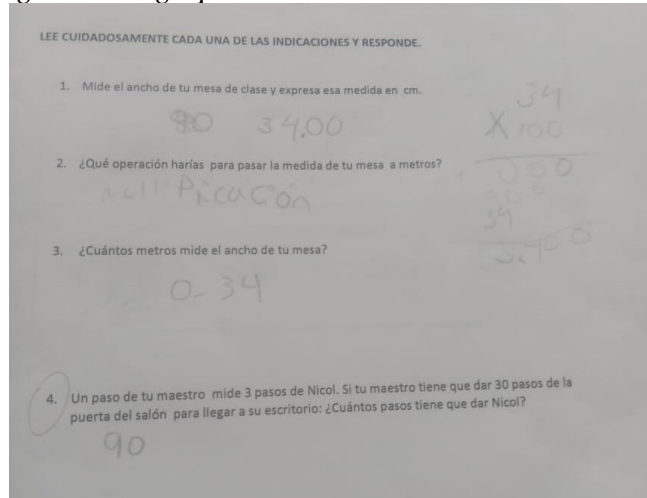 LEE CUIDADOSAMENTE CADA UNA DE LAS INDICACIONES Y RESPONDE.
1. Mide el ancho de tu mesa de clase y expresa esa medida en cm.
34.00
34
X 100
2. ¿Qué operación harías para pasar la medida de tu mesa a metros?
000
34
3. ¿Cuántos metros mide el ancho de tu mesa?
0-34
4. Un paso de tu maestro mide 3 pasos de Nicol. Si tu maestro tiene que dar 30 pasos de la
puerta del salón para llegar a su escritorio: ¿Cuántos pasos tiene que dar Nicol?
90